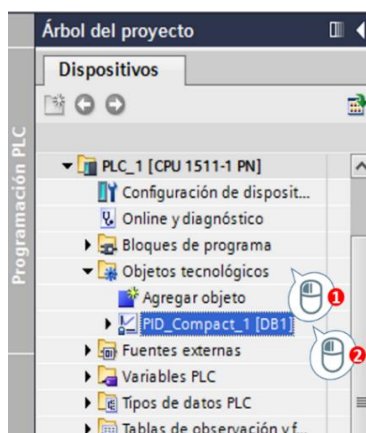 Árbol del proyecto
Dispositivos
Programación PLC
PLC_1 [CPU 1511-1 PN]
Configuración de disposit...
Online y diagnóstico
Bloques de programa
Objetos tecnológicos
1
Agregar objeto
PID_Compact_1 [DB1]
2
Fuentes externas
Variables PLC
Tipos de datos PLC
Tablas de observación y f...